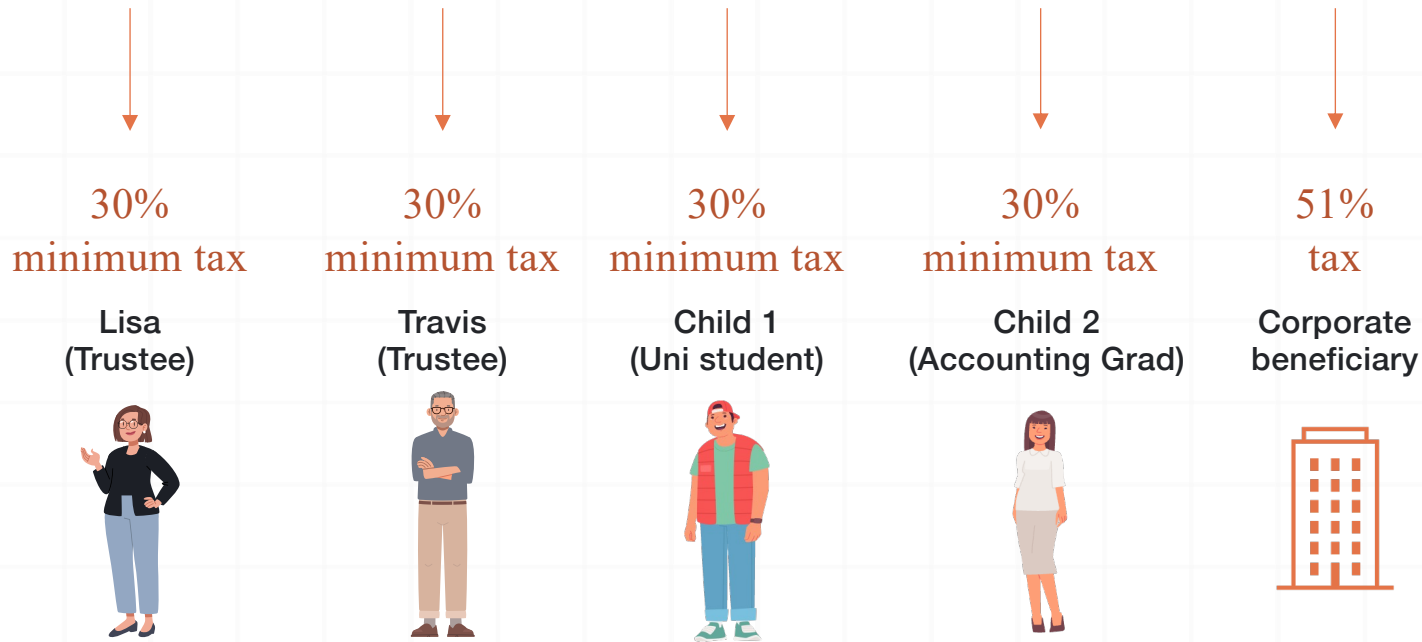 30%
minimum tax
Lisa
(Trustee)
30%
minimum tax
Travis
(Trustee)
30%
minimum tax
Child 1
(Uni student)
30%
minimum tax
Child 2
(Accounting Grad)
51%
tax
Corporate
beneficiary